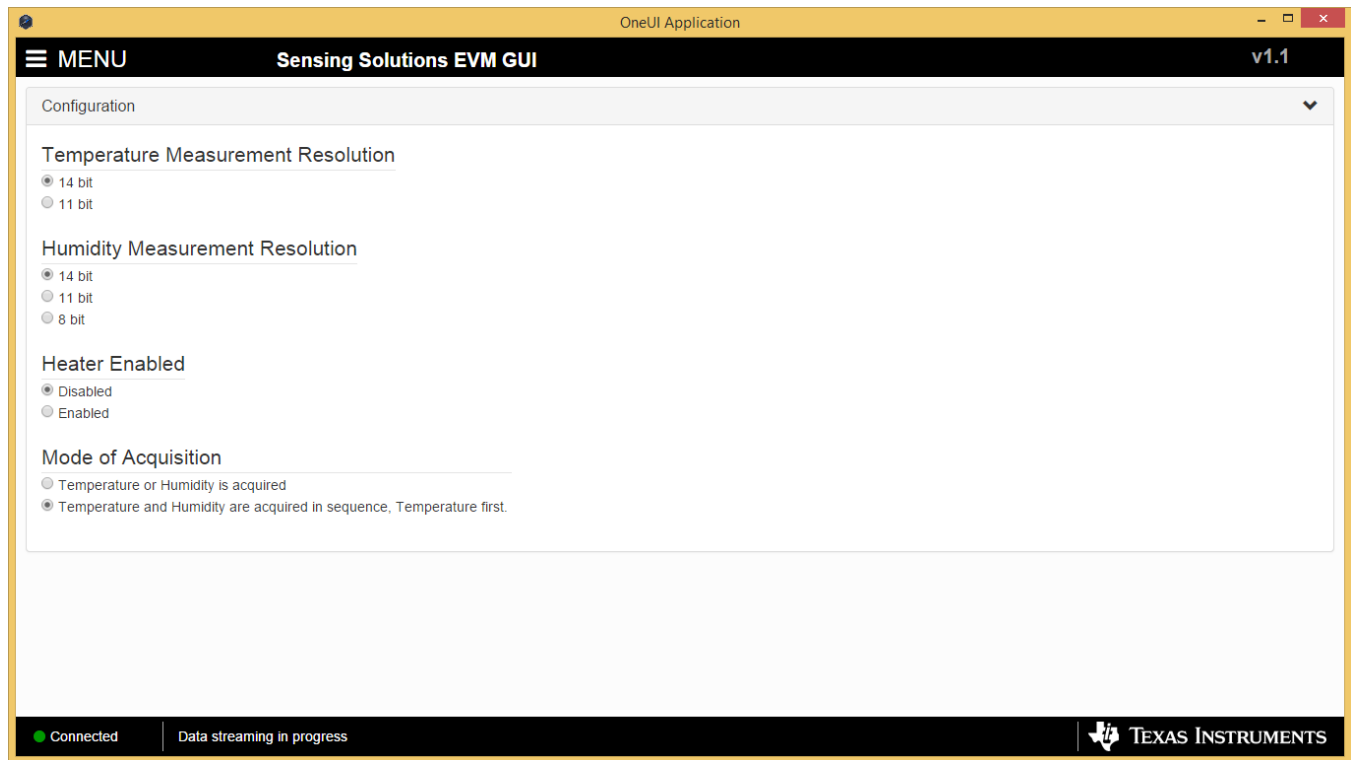 OneUI Application
MENU
Sensing Solutions EVM GUI
v1.1
Configuration
Temperature Measurement Resolution
14 bit
11 bit
Humidity Measurement Resolution
14 bit
11 bit
8 bit
Heater Enabled
Disabled
Enabled
Mode of Acquisition
Temperature or Humidity is acquired
Temperature and Humidity are acquired in sequence, Temperature first.
Connected
Data streaming in progress
TEXAS INSTRUMENTS